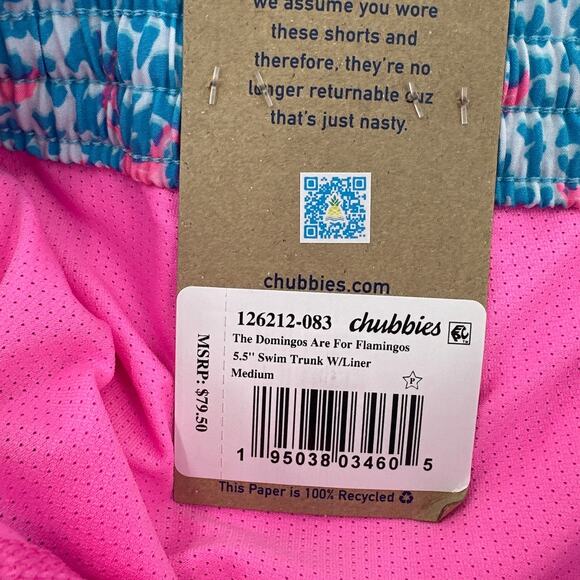 we assume you wore
these shorts and
therefore, they're no
longer returnable cuz
that's just nasty.
chubbies.com
126212-083 chubbies
The Domingos Are For Flamingos
5.5" Swim Trunk W/Liner
Medium
P
MSRP: $79.50
1 95038 03460 5
This Paper is 100% Recycled